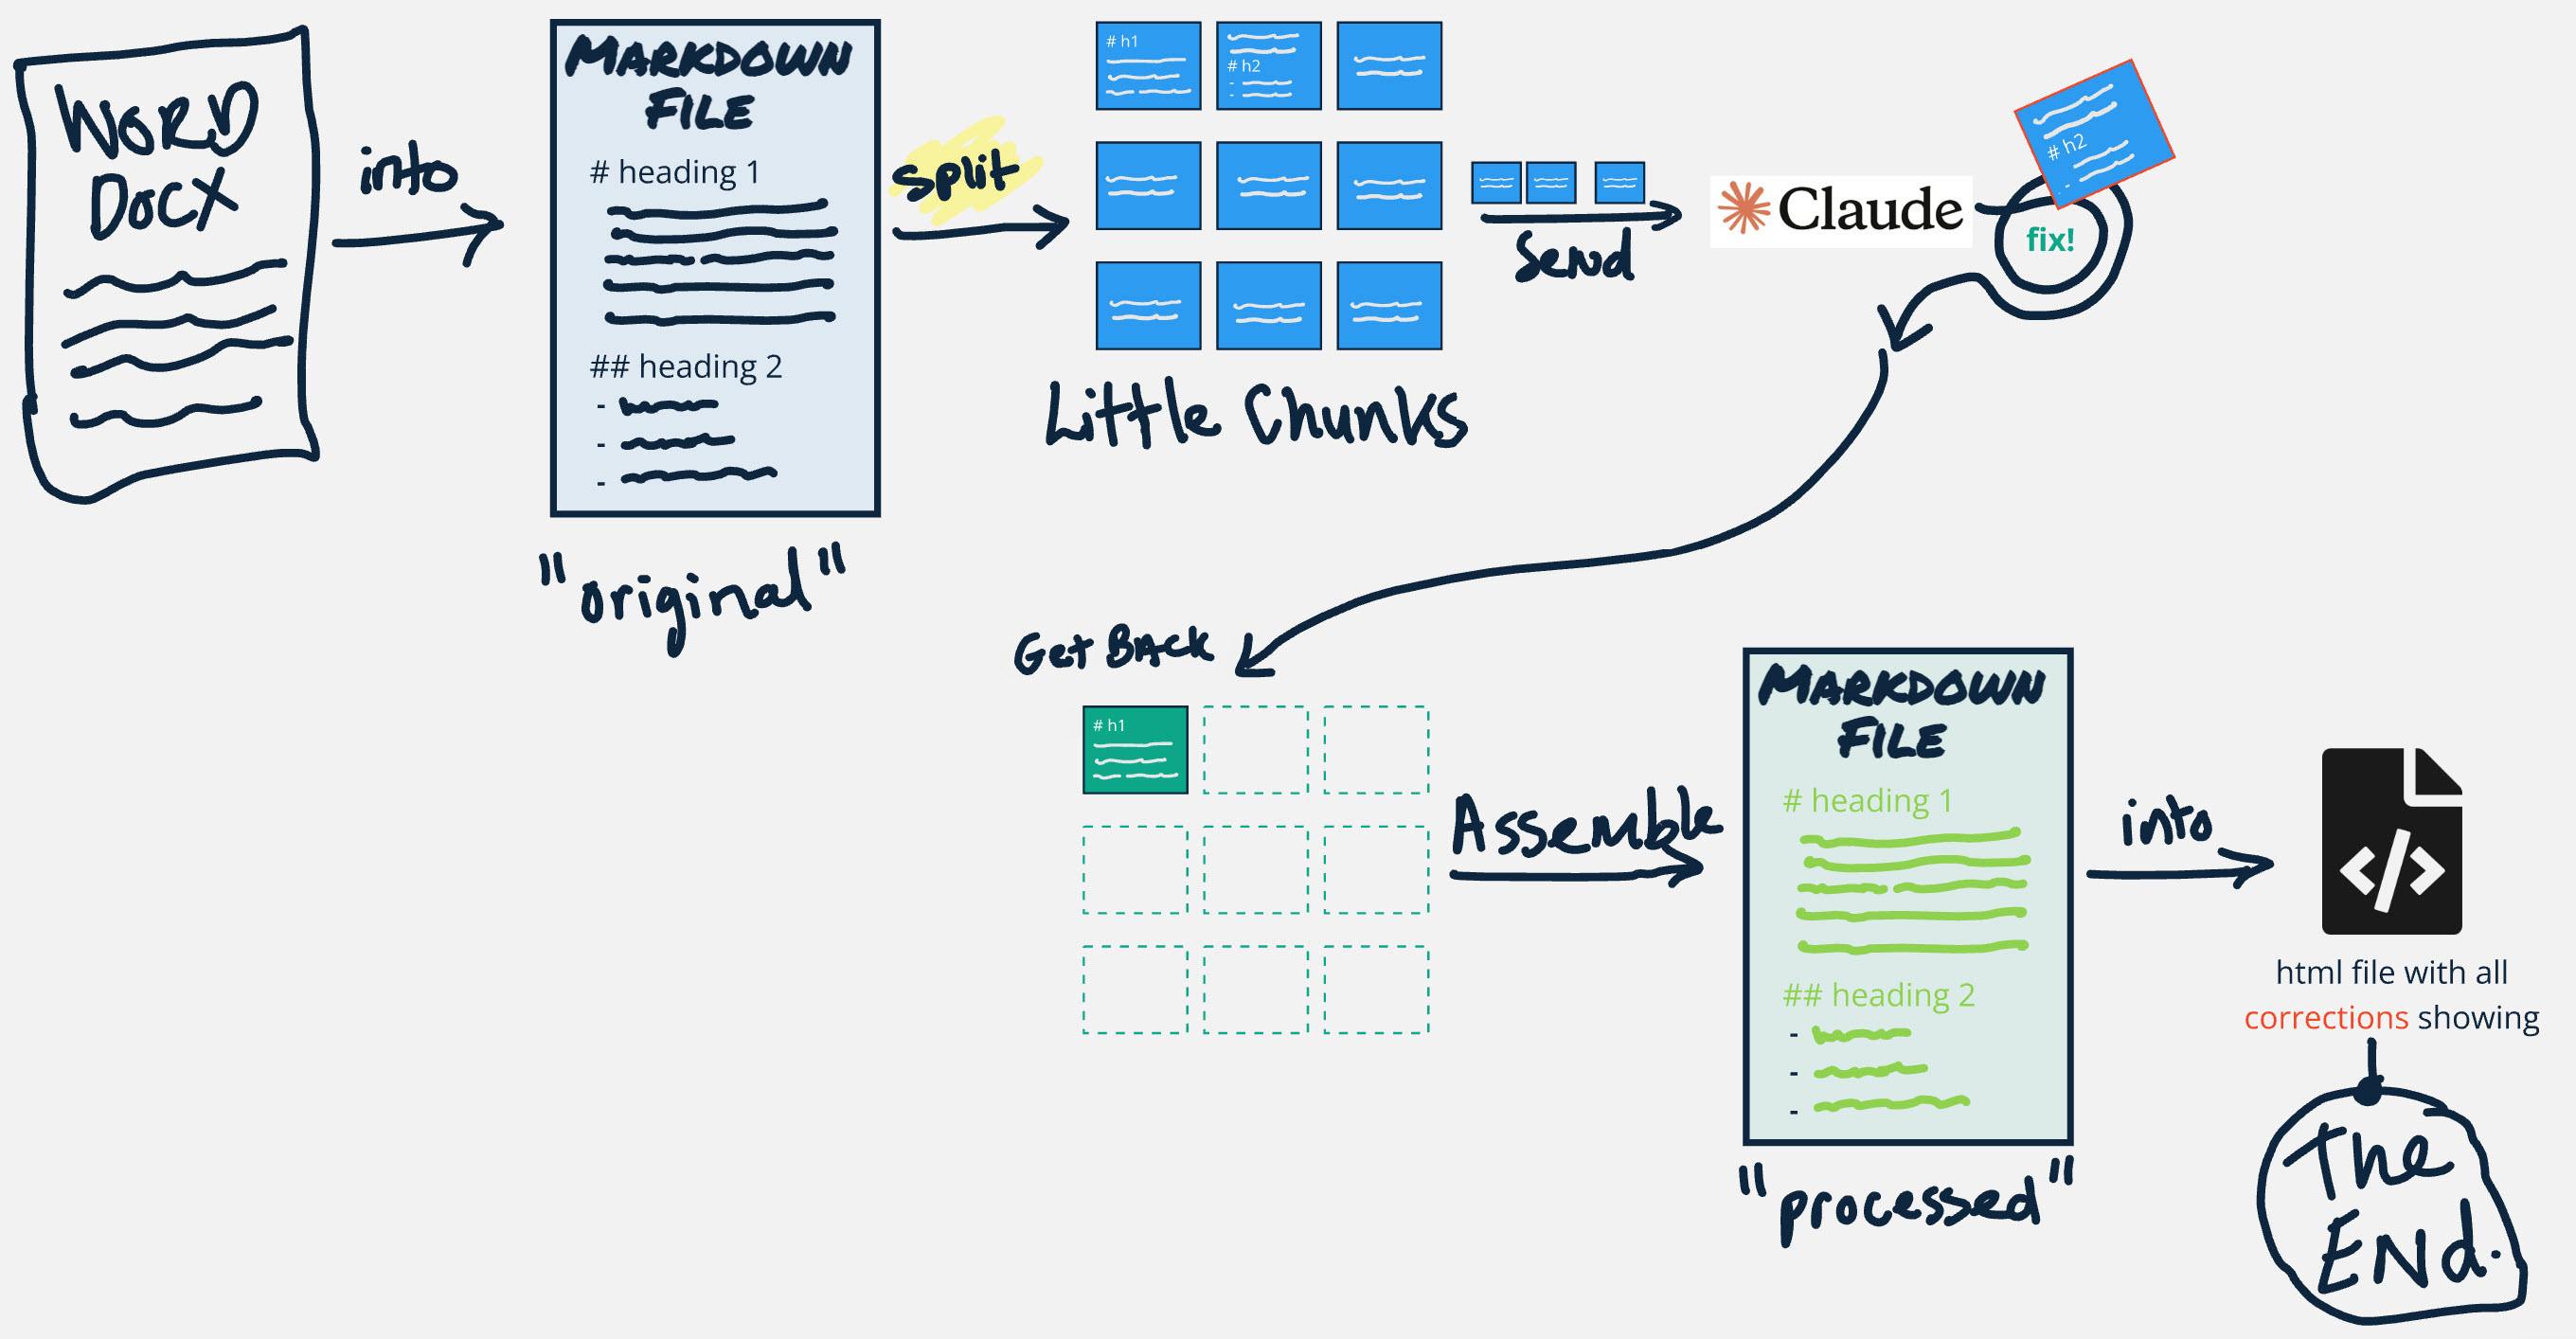 WORD
DOCX
into
MARKDOWN
FILE
# heading 1
## heading 2
-
-
-
"original"
split
# h1
# h2
-
-
Little Chunks
Send
Claude
# h2
- -
fix!
Get BACK
# h1
Assemble
MARKDOWN
FILE
# heading 1
## heading 2
-
-
-
"processed"
into
</>
html file with all
corrections showing
The
END.